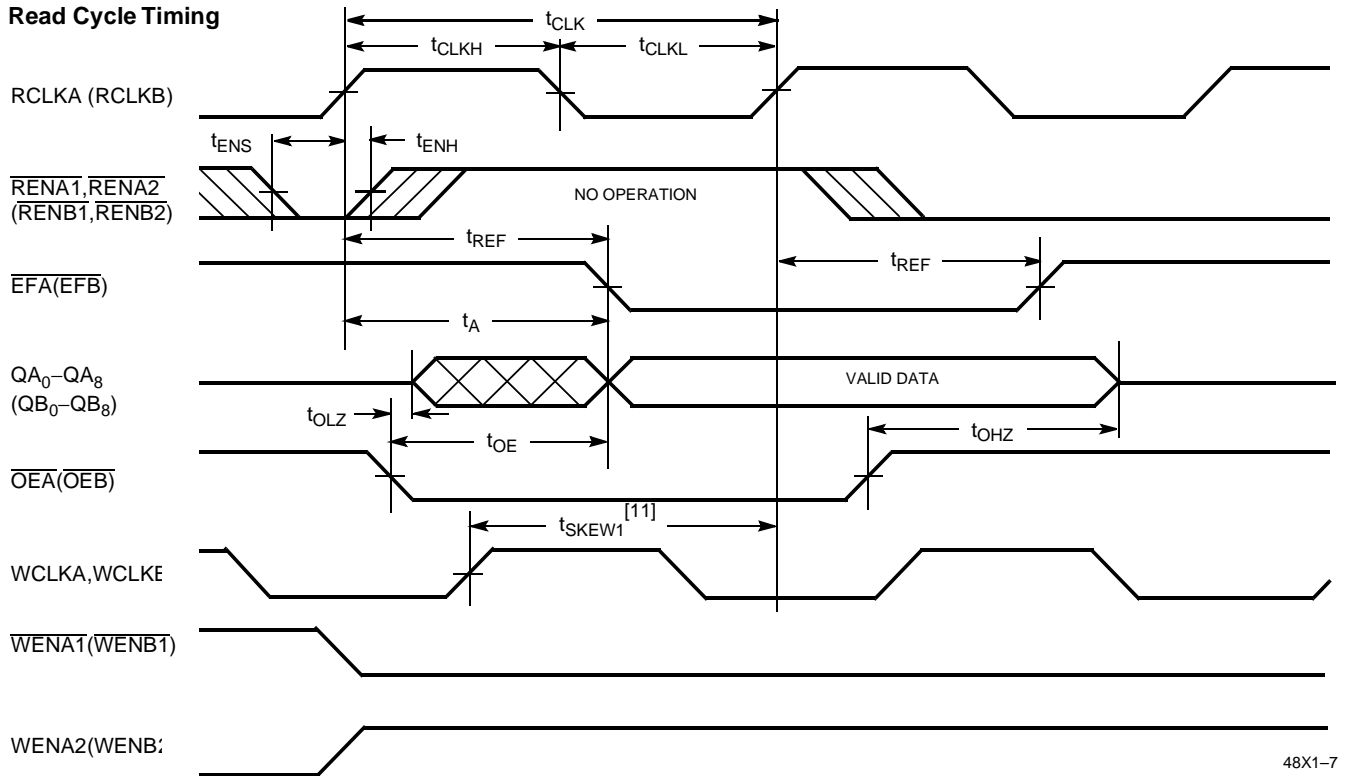 Read Cycle Timing
tCLK
tCLKH
tCLKL
RCLKA (RCLKB)
tENS
tENH
RENA1,RENA2
(RENB1,RENB2)
NO OPERATION
tREF
tREF
EFA(EFB)
tA
QA0–QA8
(QB0–QB8)
VALID DATA
tOLZ
tOE
tOHZ
OEA(OEB)
tSKEW1[11]
WCLKA,WCLKE
WENA1(WENB1)
WENA2(WENB2
48X1–7